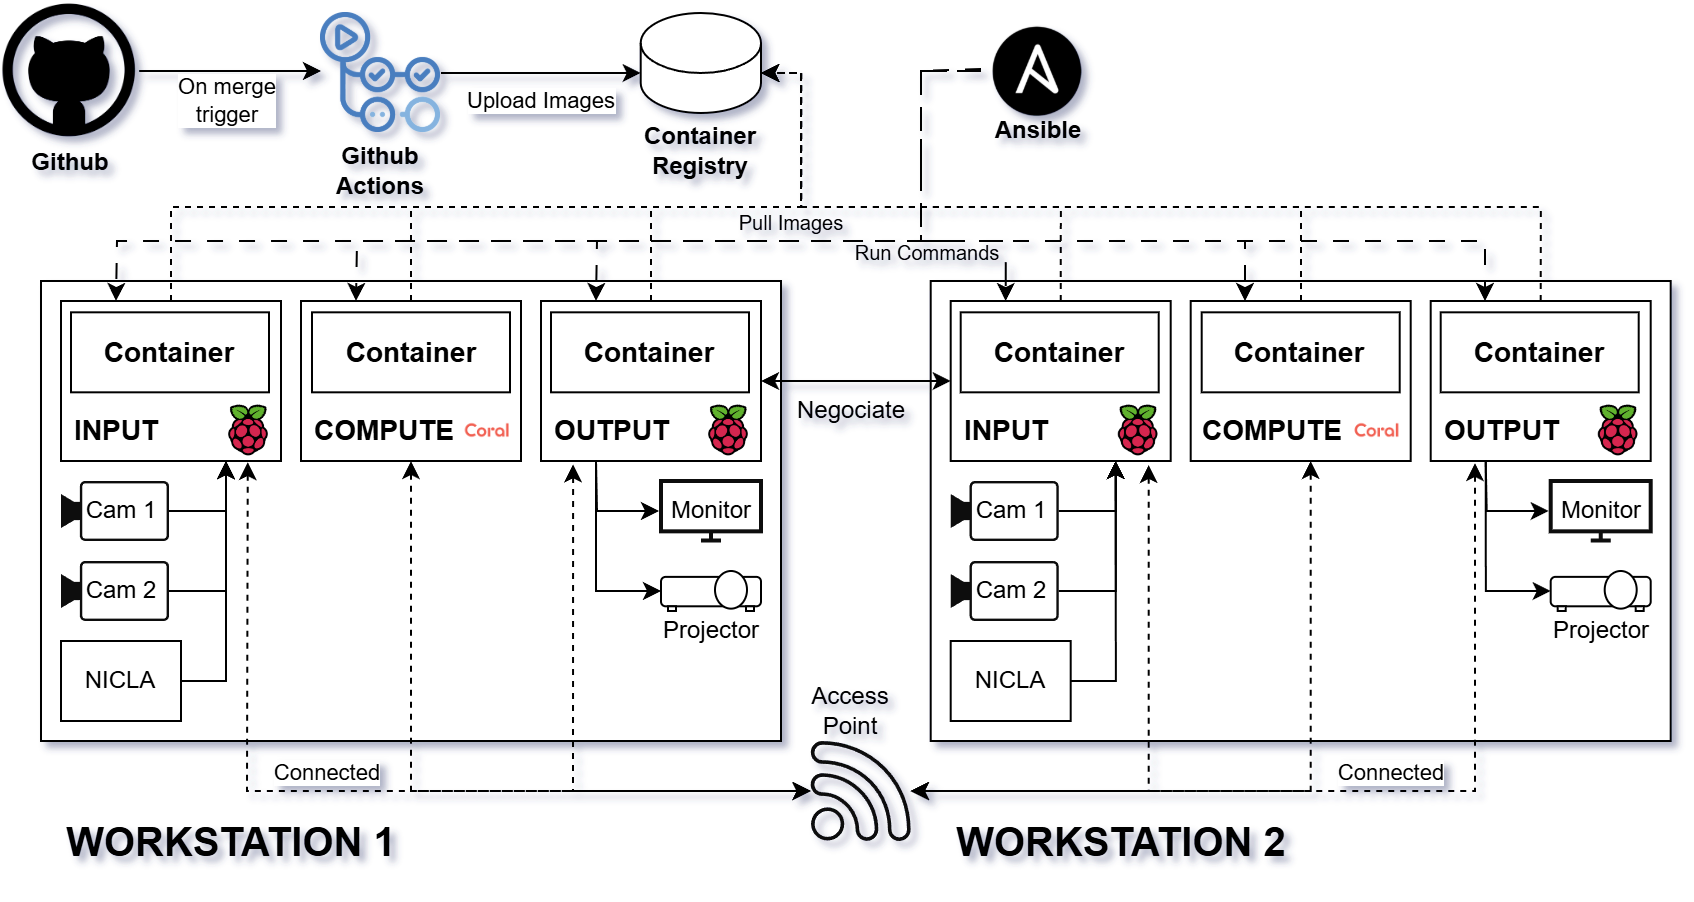 Github
On merge
trigger
Github
Actions
Upload Images
Container
Registry
Ansible
Pull Images
Run Commands
Container
INPUT
Container
COMPUTE
Coral
Container
OUTPUT
Negociate
Container
INPUT
Container
COMPUTE
Coral
Container
OUTPUT
Cam 1
Cam 2
NICLA
Monitor
Projector
Cam 1
Cam 2
NICLA
Monitor
Projector
Access
Point
Connected
Connected
WORKSTATION 1
WORKSTATION 2